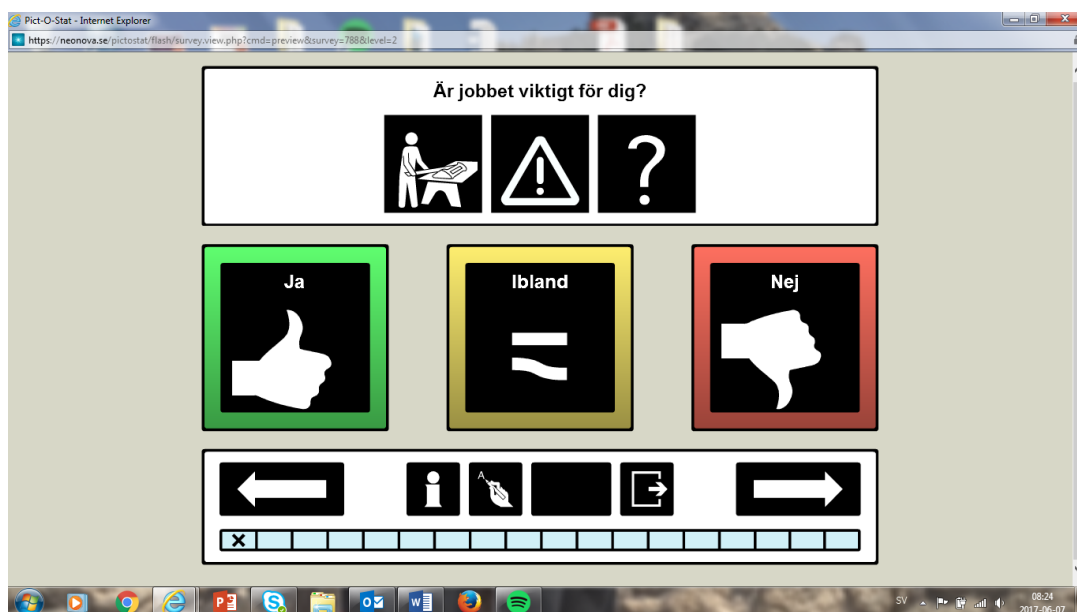 Pict-O-Stat - Internet Explorer
https://neonova.se/pictostat/flash/survey.view.php?cmd=preview&survey=788&level=2
Är jobbet viktigt för dig?
?
Ja
Ibland
Nej
A
SV
08:24
2017-06-07